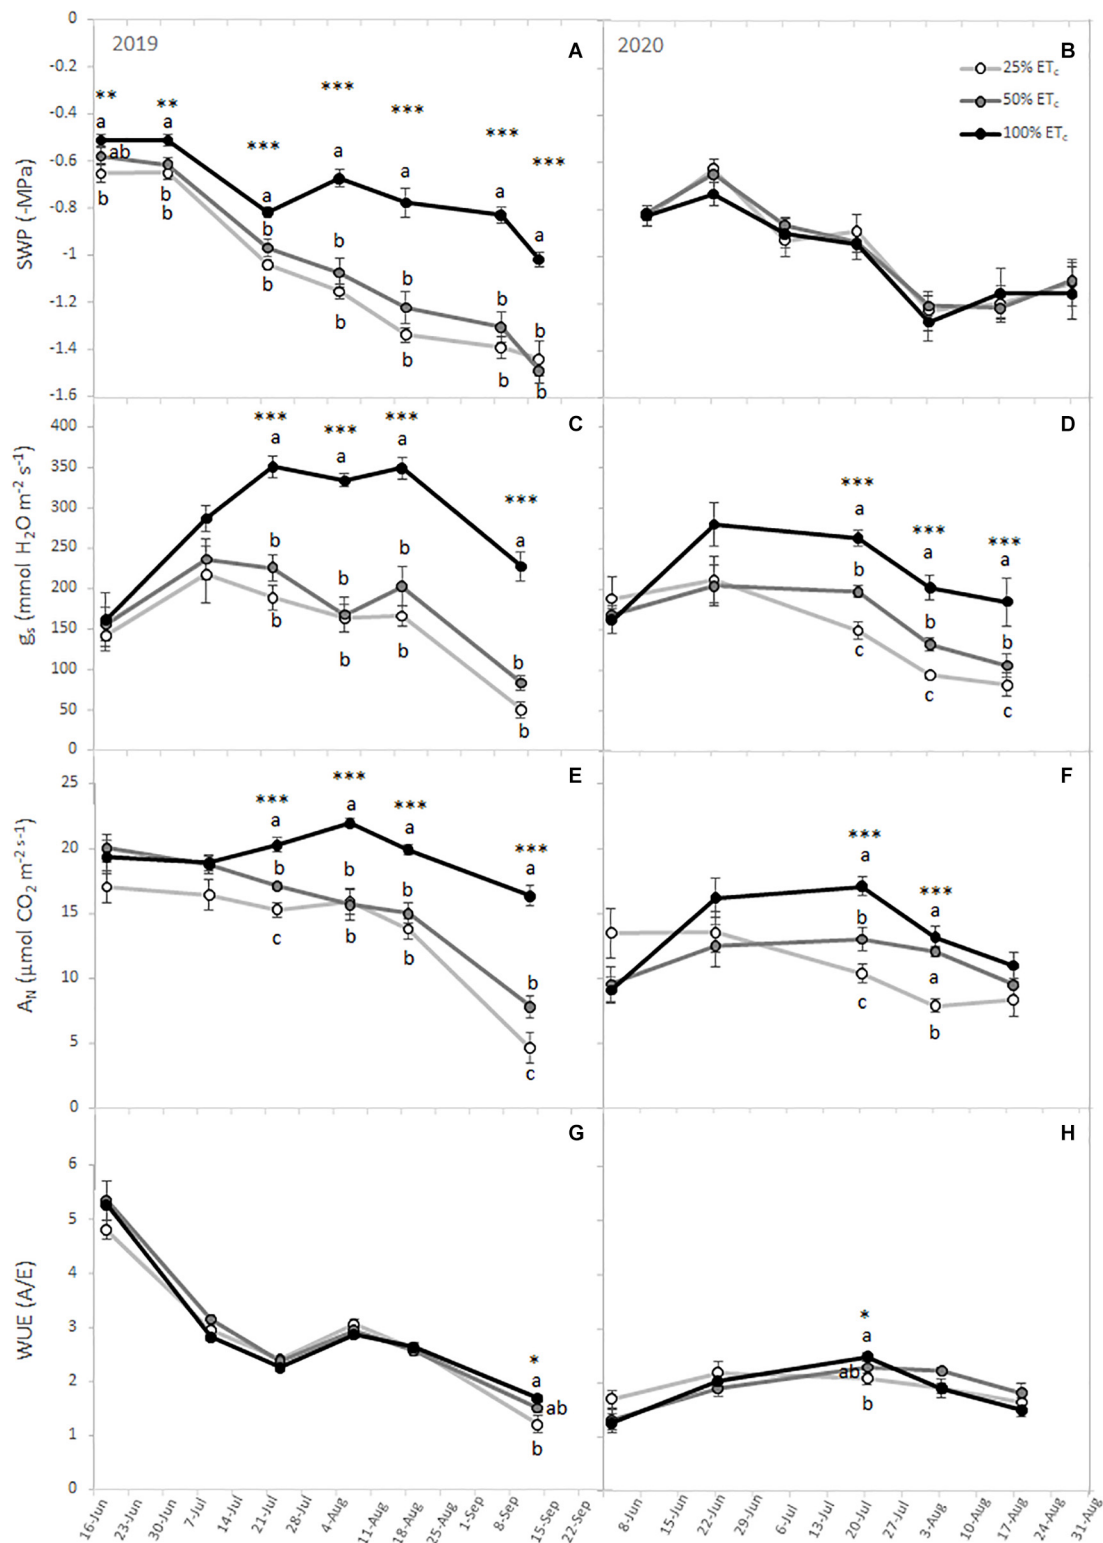 2019
A
2020
B
25% ETc
50% ETc
100% ETc
SWP (-MPa)
0
-0.2
-0.4
-0.6
-0.8
-1
-1.2
-1.4
-1.6
** ** *** *** *** *** ***
a a a a a a a
ab b b b b b b
b b b b b b b
gs (mmol H2O m-2 s-1)
400
350
300
250
200
150
100
50
0
C
*** *** *** ***
a a a a
b b b b
b b b b
D
*** *** ***
a a a
b b b
c c c
AN (µmol CO2 m-2 s-1)
25
20
15
10
5
0
E
*** *** *** ***
a a a a
b b b b
c b b c
F
*** ***
a a
b a
c b
WUE (A/E)
6
5
4
3
2
1
0
G
*
a
ab
b
H
*
a
ab
b
16-Jun 23-Jun 30-Jun 7-Jul 14-Jul 21-Jul 28-Jul 4-Aug 11-Aug 18-Aug 25-Aug 1-Sep 8-Sep 15-Sep 22-Sep
8-Jun 15-Jun 22-Jun 29-Jun 6-Jul 13-Jul 20-Jul 27-Jul 3-Aug 10-Aug 17-Aug 24-Aug 31-Aug